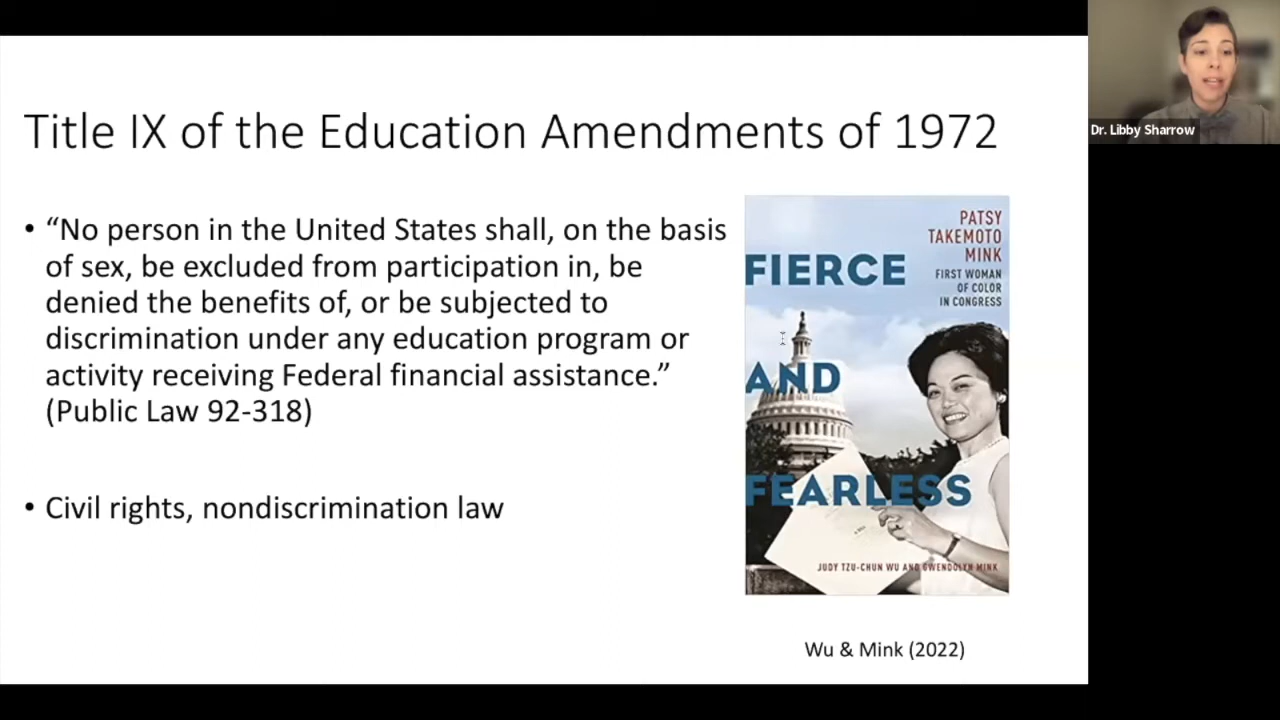 Title IX of the Education Amendments of 1972
• “No person in the United States shall, on the basis
of sex, be excluded from participation in, be
denied the benefits of, or be subjected to
discrimination under any education program or
activity receiving Federal financial assistance.”
(Public Law 92-318)
• Civil rights, nondiscrimination law
PATSY
TAKEMOTO
MINK
FIRST WOMAN
OF COLOR
IN CONGRESS
FIERCE
AND
FEARLESS
JUDY TZU-CHUN WU AND GWENDOLYN MINK
Wu & Mink (2022)
Dr. Libby Sharrow